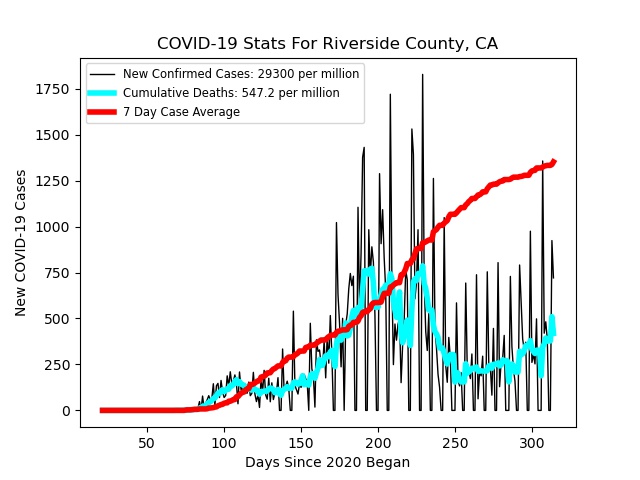 COVID-19 Stats For Riverside County, CA
New Confirmed Cases: 29300 per million
Cumulative Deaths: 547.2 per million
7 Day Case Average
1750
1500
1250
1000
750
500
250
0
New COVID-19 Cases
50 100 150 200 250 300
Days Since 2020 Began